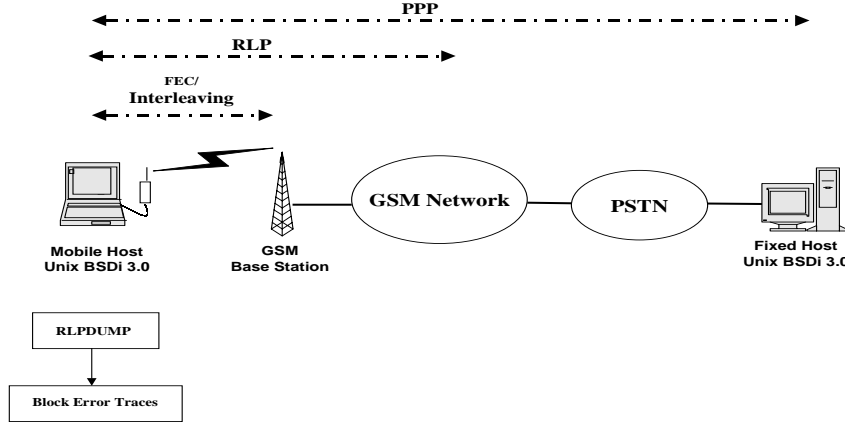 PPP
RLP
FEC/
Interleaving
GSM Network
PSTN
Mobile Host
Unix BSDi 3.0
GSM
Base Station
Fixed Host
Unix BSDi 3.0
RLPDUMP
Block Error Traces